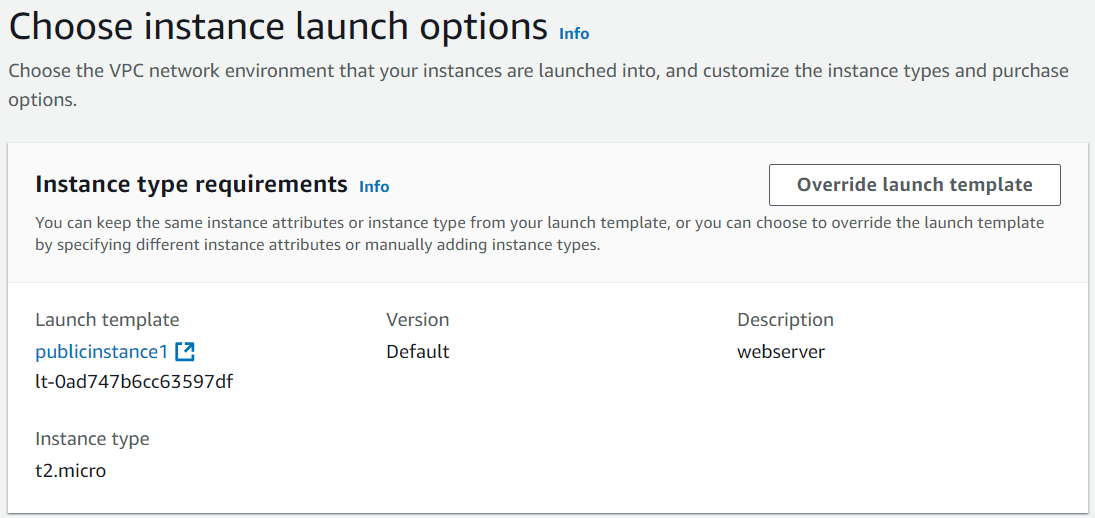 Choose instance launch options Info
Choose the VPC network environment that your instances are launched into, and customize the instance types and purchase
options.
Instance type requirements Info
Override launch template
You can keep the same instance attributes or instance type from your launch template, or you can choose to override the launch template
by specifying different instance attributes or manually adding instance types.
Launch template
publicinstance1
lt-0ad747b6cc63597df
Version
Default
Description
webserver
Instance type
t2.micro